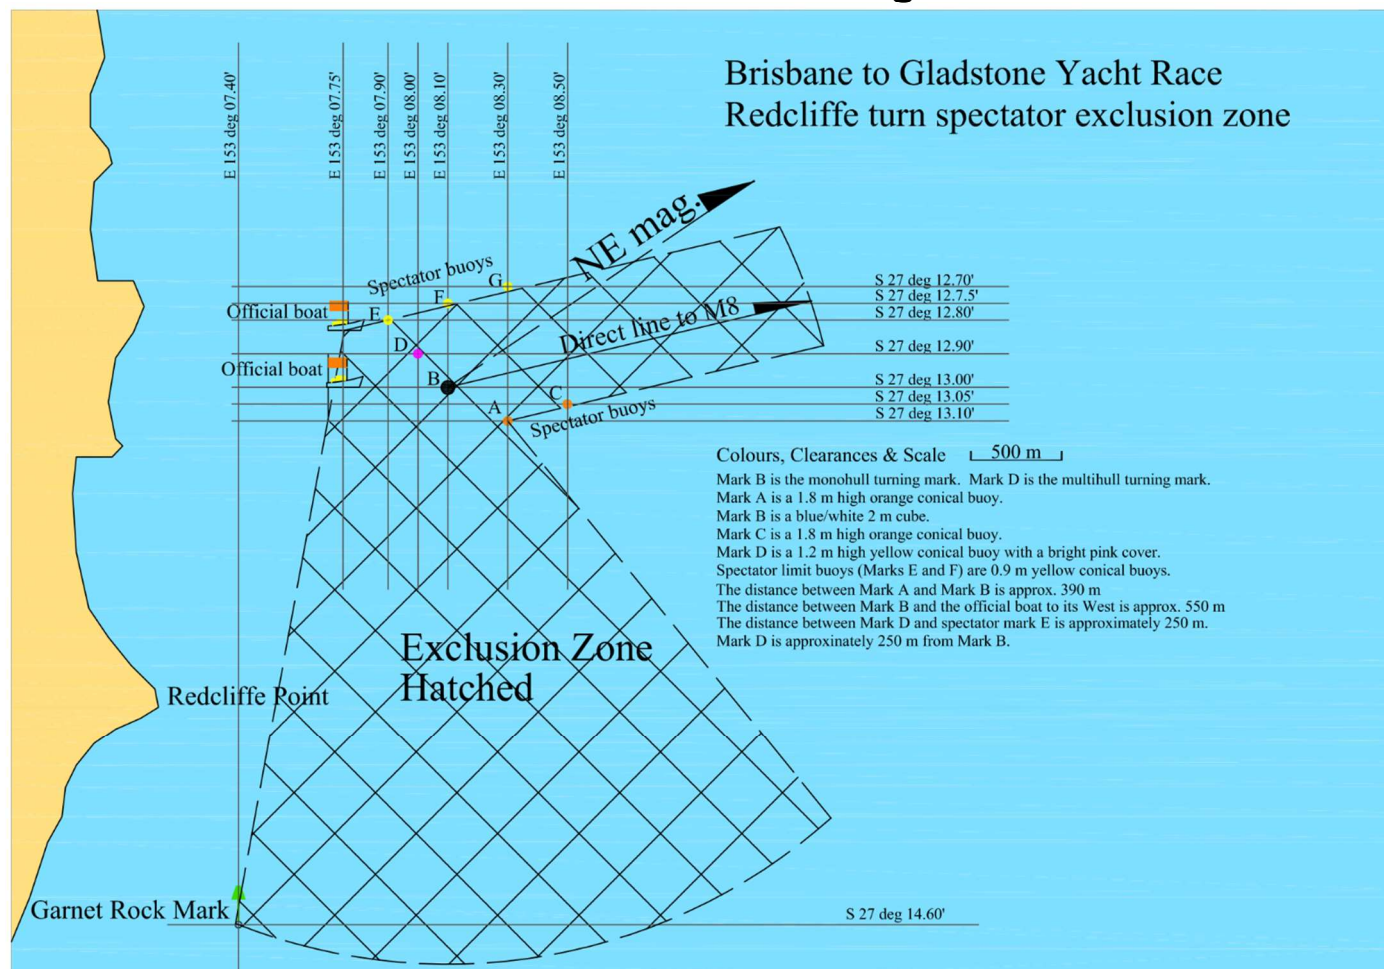 Brisbane to Gladstone Yacht Race
Redcliffe turn spectator exclusion zone
E 153 deg 07.40'
E 153 deg 07.75'
E 153 deg 07.90'
E 153 deg 08.00'
E 153 deg 08.10'
E 153 deg 08.30'
E 153 deg 08.50'
NE mag.
Spectator buoys
G
F
E
D
B
A
C
Official boat
Official boat
Direct line to M8
Spectator buoys
S 27 deg 12.70'
S 27 deg 12.7.5'
S 27 deg 12.80'
S 27 deg 12.90'
S 27 deg 13.00'
S 27 deg 13.05'
S 27 deg 13.10'
Colours, Clearances & Scale 500 m
Mark B is the monohull turning mark. Mark D is the multihull turning mark.
Mark A is a 1.8 m high orange conical buoy.
Mark B is a blue/white 2 m cube.
Mark C is a 1.8 m high orange conical buoy.
Mark D is a 1.2 m high yellow conical buoy with a bright pink cover.
Spectator limit buoys (Marks E and F) are 0.9 m yellow conical buoys.
The distance between Mark A and Mark B is approx. 390 m
The distance between Mark B and the official boat to its West is approx. 550 m
The distance between Mark D and spectator mark E is approximately 250 m.
Mark D is approxinately 250 m from Mark B.
Exclusion Zone
Hatched
Redcliffe Point
Garnet Rock Mark
S 27 deg 14.60'